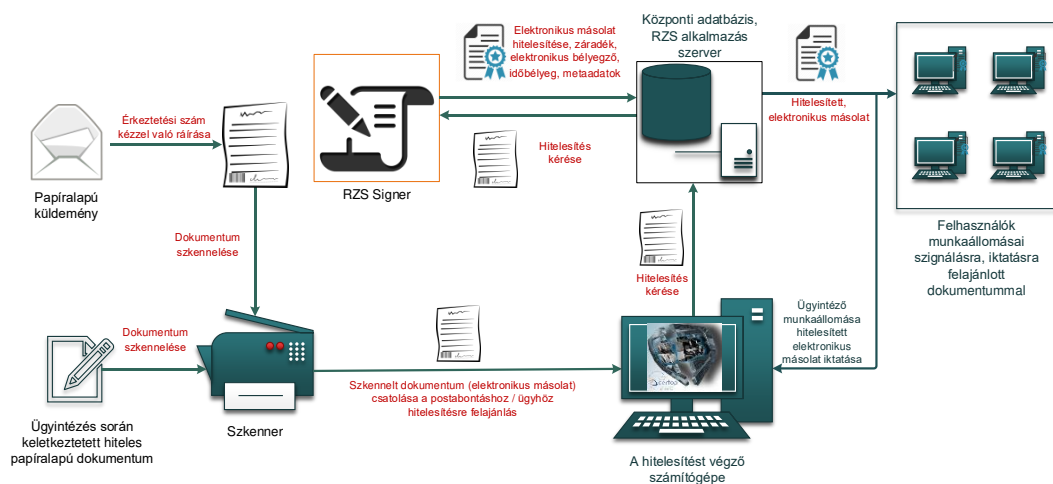 Elektronikus másolat
hitelesítése, záradék,
elektronikus bélyegző,
időbélyeg, metaadatok
Központi adatbázis,
RZS alkalmazás
szerver
Érkeztetési szám
kézzel való ráírása
Hitelesítés
kérése
Hitelesített,
elektronikus másolat
Papíralapú
küldemény
RZS Signer
Felhasználók
munkaállomásai
szignálásra, iktatásra
felajánlott
dokumentummal
Dokumentum
szkennelése
Hitelesítés
kérése
Ügyintéző
munkaállomása
hitelesített
elektronikus
másolat iktatása
Dokumentum
szkennelése
Szkennelt dokumentum (elektronikus másolat)
csatolása a postabontáshoz / ügyhöz
hitelesítésre felajánlás
Ügyintézés során
keletkeztetett hiteles
papíralapú dokumentum
Szkenner
A hitelesítést végző
számítógépe